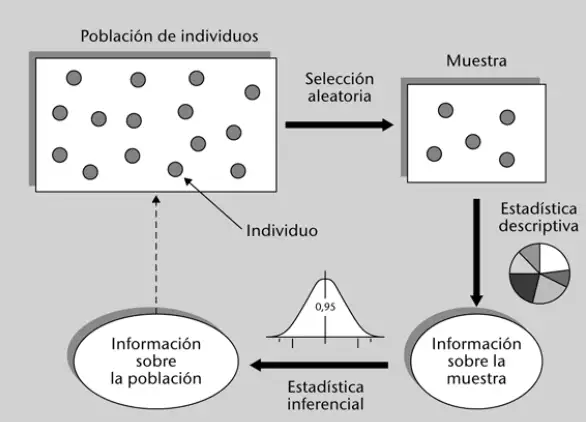 Población de individuos
Muestra
Selección
aleatoria
Individuo
Estadística
descriptiva
0,95
Información
sobre
la población
Estadística
inferencial
Información
sobre la
muestra